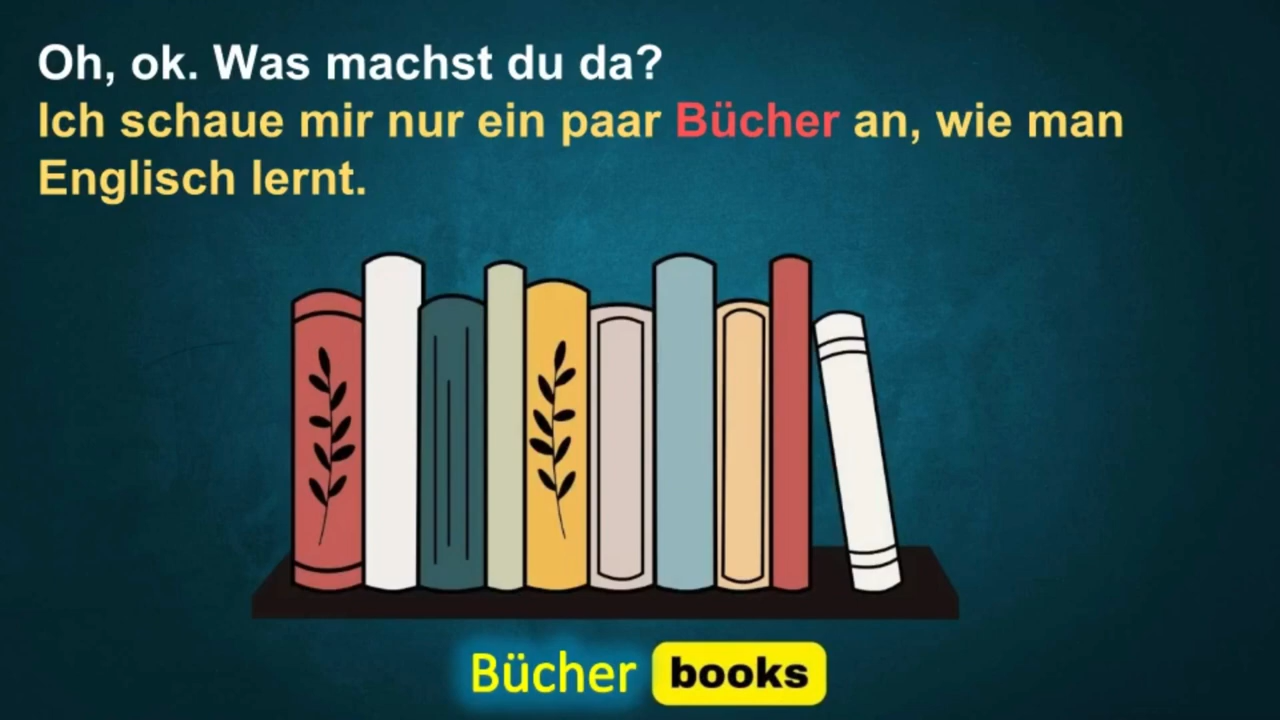 Oh, ok. Was machst du da?
Ich schaue mir nur ein paar Bücher an, wie man
Englisch lernt.
Bücher books